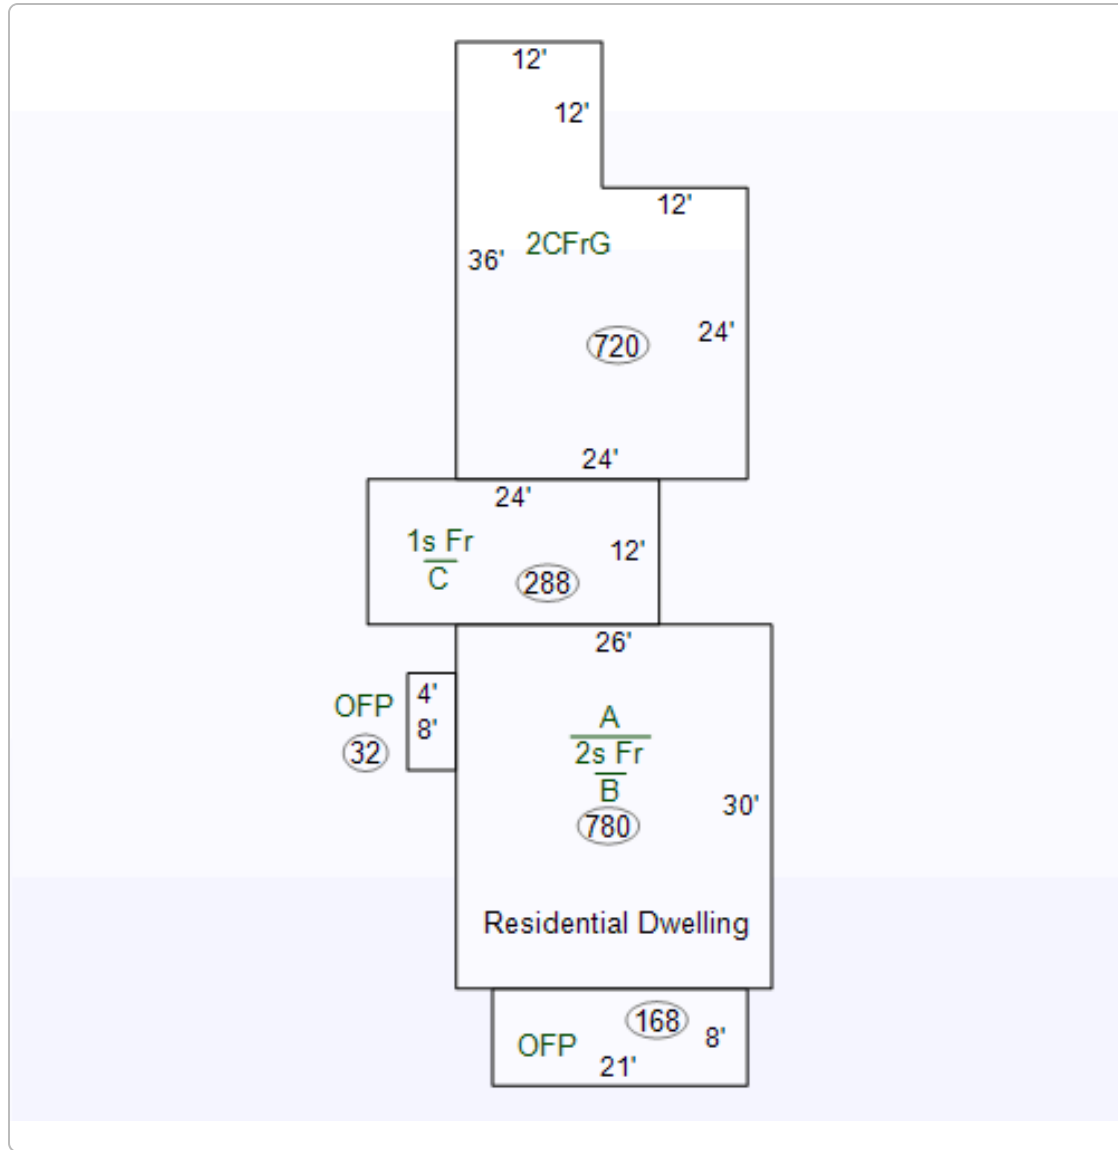 12'
12'
12'
2CFrG
36'
24'
720
24'
24'
1s Fr
C
12'
288
26'
OFP
4'
8'
32
A
2s Fr
B
780
30'
Residential Dwelling
168
OFP
8'
21'